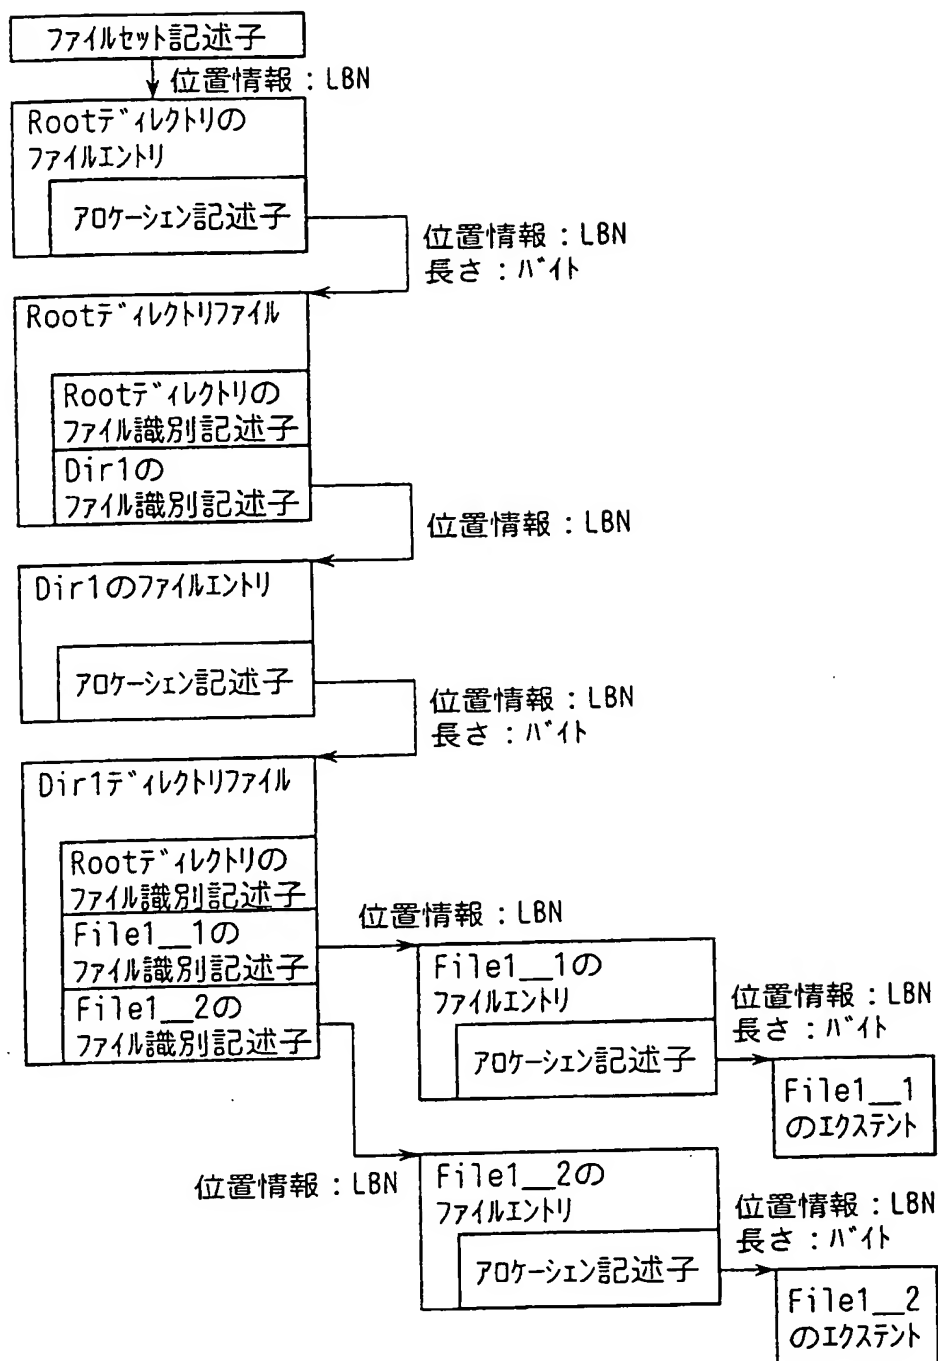 ファイルセット記述子
位置情報:LBN
Rootディレクトリの
ファイルエントリ
アロケーシェン記述子
位置情報:LBN
長さ:バイト
Rootディレクトリファイル
Rootディレクトリの
ファイル識別記述子
Dir1の
ファイル識別記述子
位置情報:LBN
Dir1のファイルエントリ
アロケーシェン記述子
位置情報:LBN
長さ:バイト
Dir1ディレクトリファイル
Rootディレクトリの
ファイル識別記述子
File1__1の
ファイル識別記述子
File1__2の
ファイル識別記述子
位置情報:LBN
File1__1の
ファイルエントリ
アロケーシェン記述子
位置情報:LBN
長さ:バイト
File1__1
のエクステント
位置情報:LBN
File1__2の
ファイルエントリ
アロケーシェン記述子
位置情報:LBN
長さ:バイト
File1__2
のエクステント